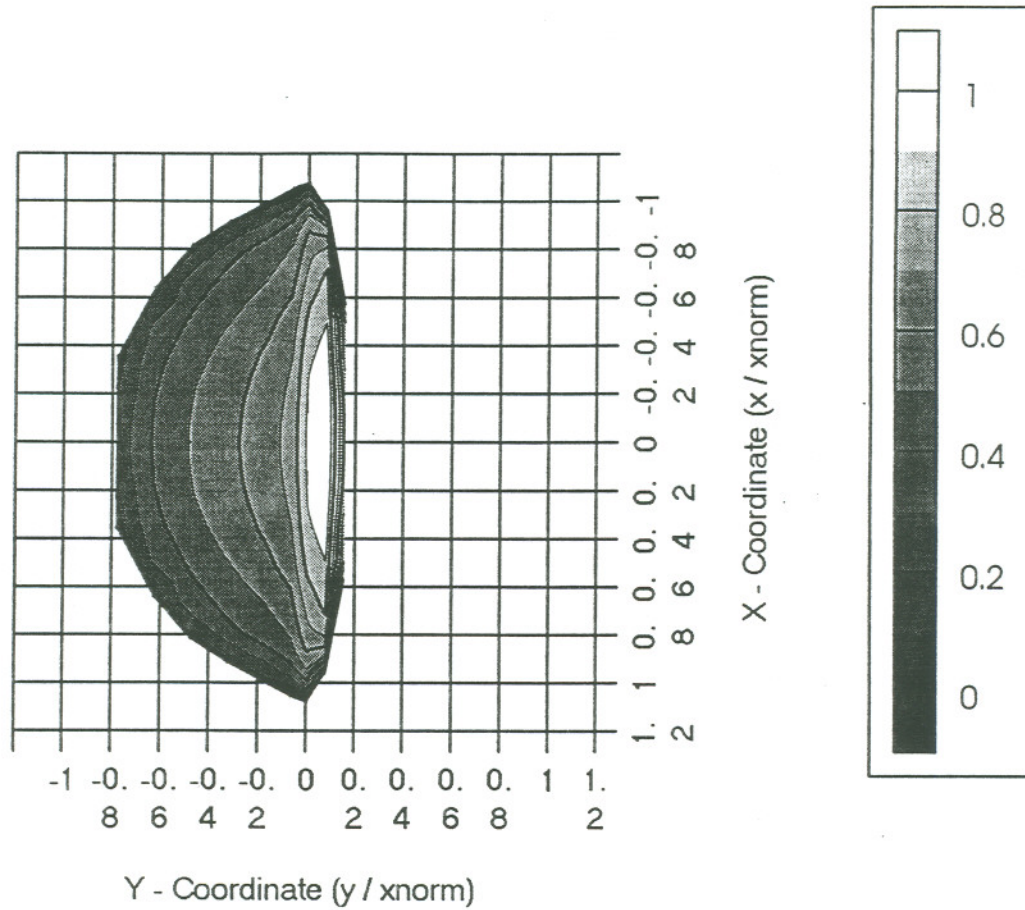 1
0.8
0.6
0.4
0.2
0
1. 1 0. 0. 0. 0. 0 -0. -0. -0. -0. -1
2 8 6 4 2 2 4 6 8
X - Coordinate (x / xnorm)
-1 -0. -0. -0. -0. 0 0. 0. 0. 0. 1 1.
8 6 4 2 2 4 6 8 2
Y - Coordinate (y / xnorm)